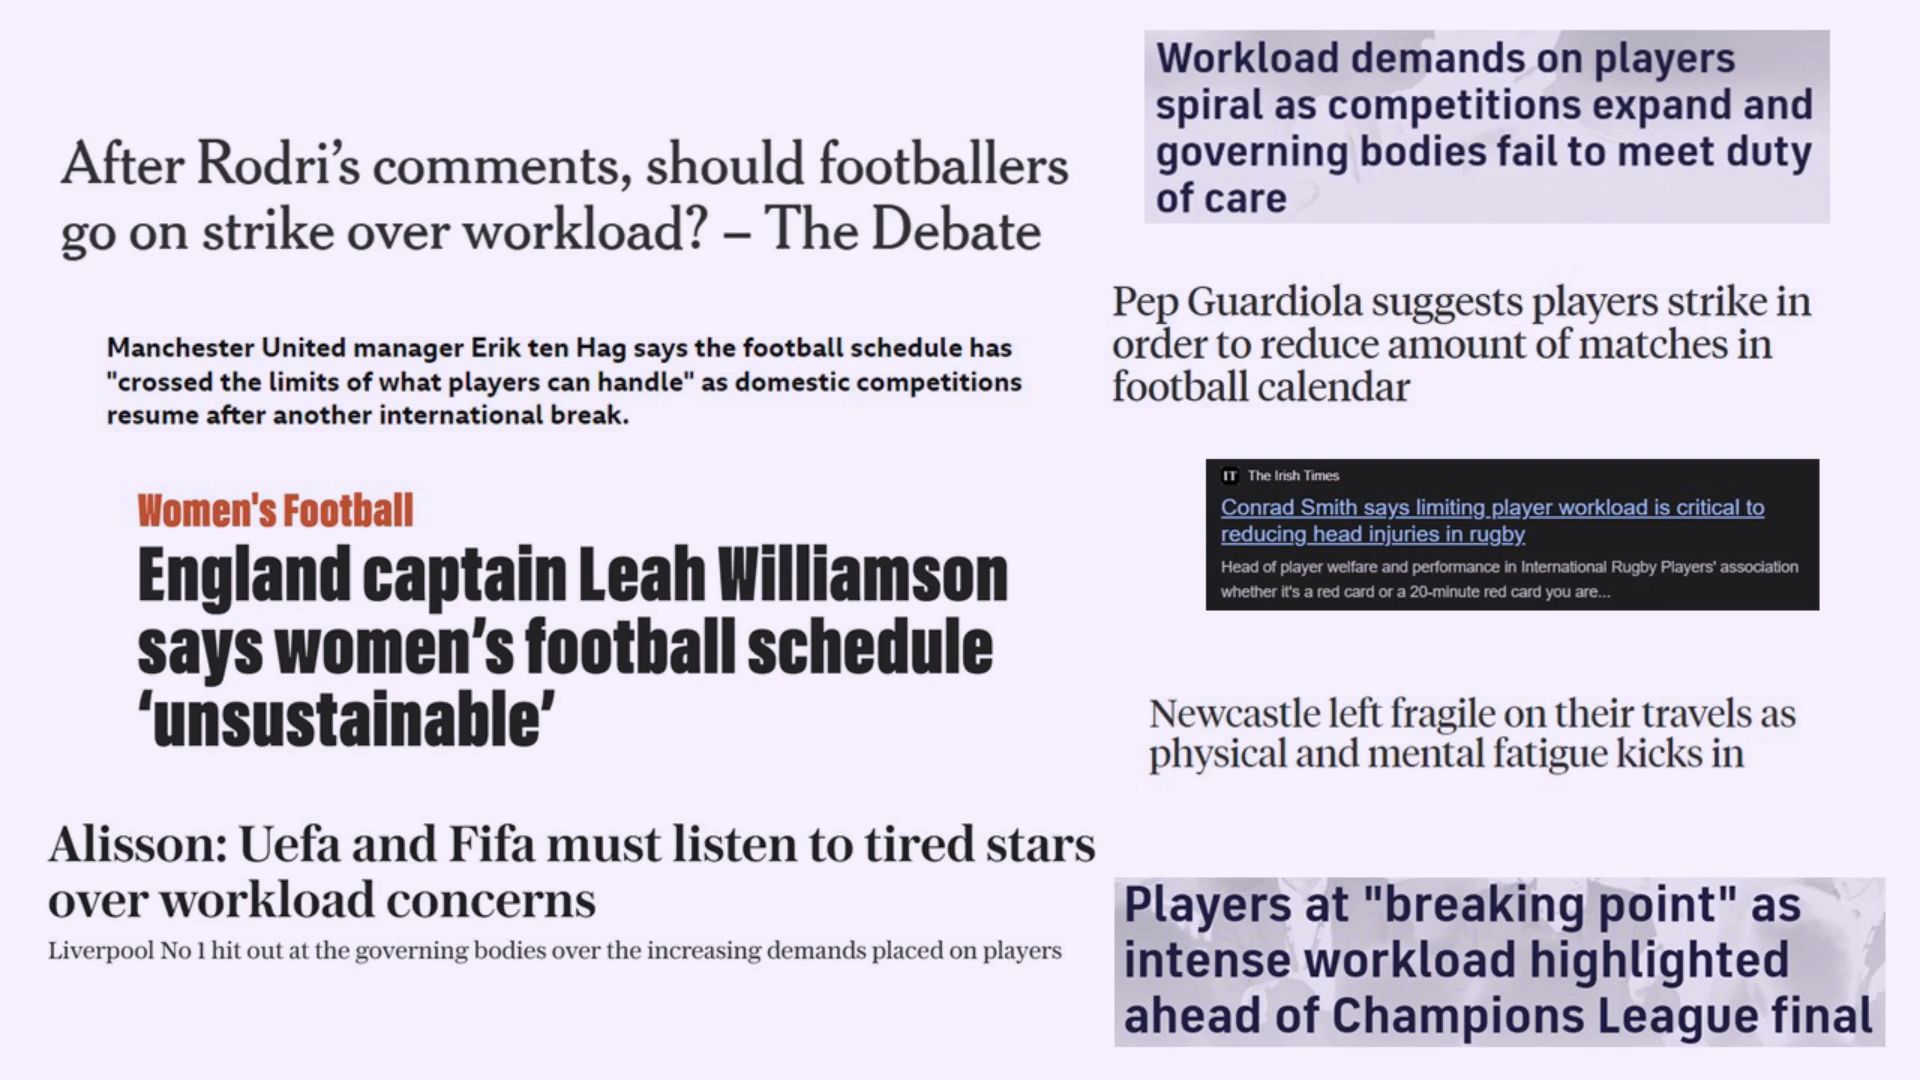 After Rodri's comments, should footballers
go on strike over workload? – The Debate
Manchester United manager Erik ten Hag says the football schedule has
"crossed the limits of what players can handle" as domestic competitions
resume after another international break.
Women's Football
England captain Leah Williamson
says women's football schedule
‘unsustainable’
Alisson: Uefa and Fifa must listen to tired stars
over workload concerns
Liverpool No 1 hit out at the governing bodies over the increasing demands placed on players
Workload demands on players
spiral as competitions expand and
governing bodies fail to meet duty
of care
Pep Guardiola suggests players strike in
order to reduce amount of matches in
football calendar
IT The Irish Times
Conrad Smith says limiting player workload is critical to
reducing head injuries in rugby
Head of player welfare and performance in International Rugby Players' association
whether it's a red card or a 20-minute red card you are...
Newcastle left fragile on their travels as
physical and mental fatigue kicks in
Players at "breaking point" as
intense workload highlighted
ahead of Champions League final